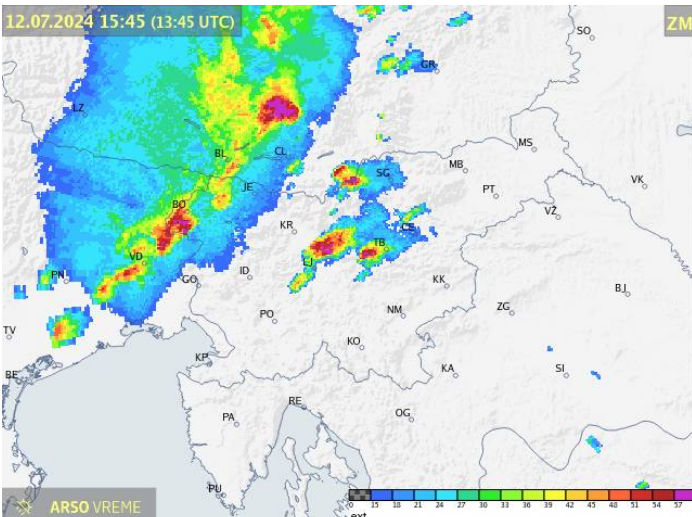 12.07.2024 15:45 (13:45 UTC)
ZM
SO
GR
LZ
MS
BL
CL
MB
SG
VK
JE
PT
BO
VŽ
KR
CE
TB
VD
LJ
PN
GO
ID
KK
BJ
PO
NM
ZG
TV
KO
KP
BE
KA
SI
RE
PA
OG
PU
ARSO VREME
0 15 18 21 24 27 30 33 36 39 42 45 48 51 54 57
ext